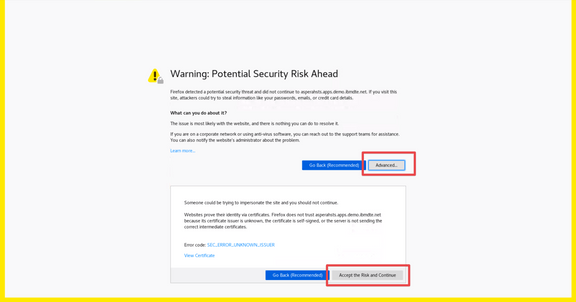 Warning: Potential Security Risk Ahead
Firefox detected a potential security threat and did not continue to asperahsts.apps.demo.ibmdte.net. If you visit this
site, attackers could try to steal information like your passwords, emails, or credit card details.
What can you do about it?
The issue is most likely with the website, and there is nothing you can do to resolve it.
If you are on a corporate network or using anti-virus software, you can reach out to the support teams for assistance.
You can also notify the website's administrator about the problem.
Learn more...
Go Back (Recommended)
Advanced...
Someone could be trying to impersonate the site and you should not continue.
Websites prove their identity via certificates. Firefox does not trust asperahsts.apps.demo.ibmdte.net
because its certificate issuer is unknown, the certificate is self-signed, or the server is not sending the
correct intermediate certificates.
Error code: SEC_ERROR_UNKNOWN_ISSUER
View Certificate
Go Back (Recommended)
Accept the Risk and Continue